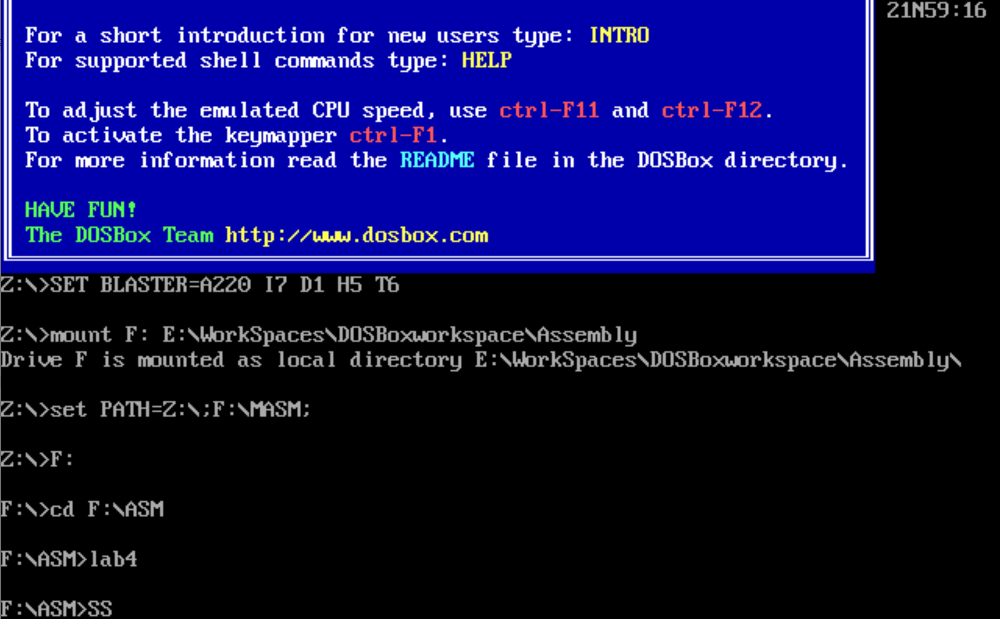 21N59:16
For a short introduction for new users type: INTRO
For supported shell commands type: HELP
To adjust the emulated CPU speed, use ctrl-F11 and ctrl-F12.
To activate the keymapper ctrl-F1.
For more information read the README file in the DOSBox directory.
HAVE FUN!
The DOSBox Team http://www.dosbox.com
Z:\>SET BLASTER=A220 I7 D1 H5 T6
Z:\>mount F: E:\WorkSpaces\DOSBoxworkspace\Assembly
Drive F is mounted as local directory E:\WorkSpaces\DOSBoxworkspace\Assembly\
Z:\>set PATH=Z:\;F:\MASM;
Z:\>F:
F:\>cd F:\ASM
F:\ASM>lab4
F:\ASM>SS